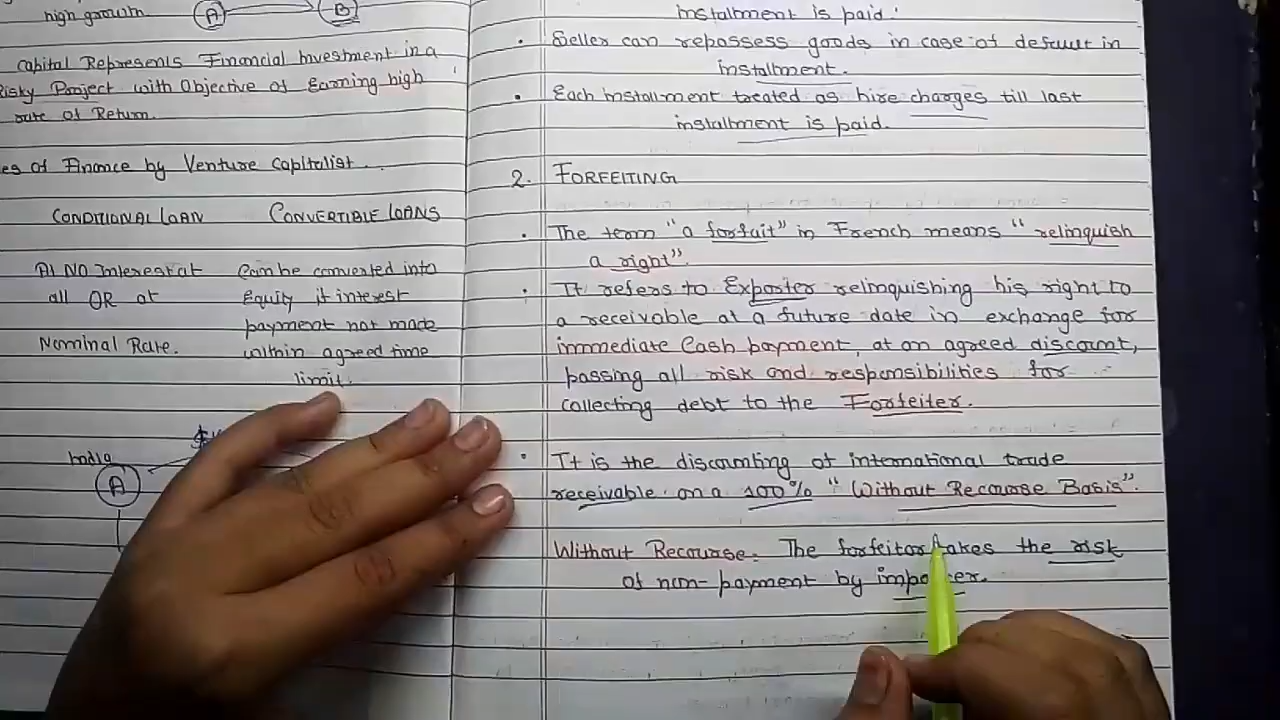 high growth
A
B
capital Represents Financial Investment in a
Risky Project with Objective of Earning high
rate of Return.
es of Finance by Venture Capitalist.
CONDITIONAL LOAN CONVERTIBLE LOANS
At NO Interest at
all OR at
Nominal Rate.
Can be converted into
Equity if interest
payment not made
within agreed time
limit.
India
A
installment is paid.
• Seller can repossess goods in case of default in
installment.
• Each installment treated as hire charges till last
installment is paid.
2. FORFEITING
• The term "a forfait" in French means "relinquish
a right".
• It refers to Exporter relinquishing his right to
a receivable at a future date in exchange for
immediate Cash payment, at an agreed discount,
passing all risk and responsibilities for
collecting debt to the Forfeiter.
• It is the discounting of international trade
receivable on a 100% "Without Recourse Basis".
Without Recourse. The forfeitor takes the risk
of non-payment by importer.